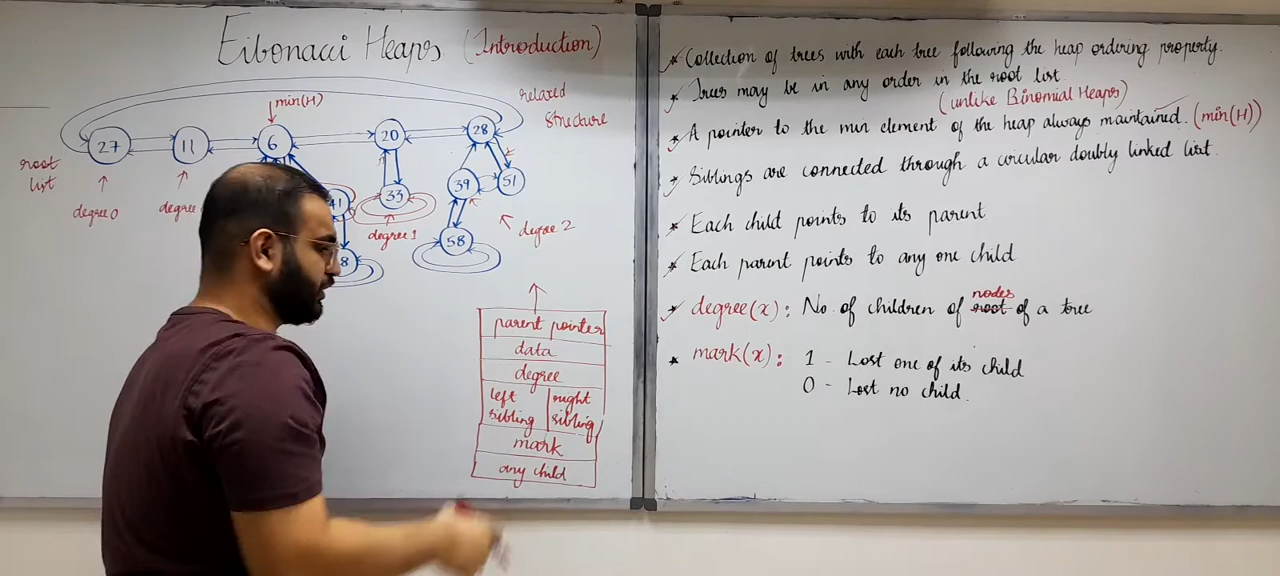 Fibonacci Heaps (Introduction)
min(H)
relaxed
structure
27
11
6
20
28
root
list
degree 0
degree
41
33
39
51
degree 1
degree 2
8
58
parent pointer
data
degree
left
sibling
right
sibling
mark
any child
* Collection of trees with each tree following the heap ordering property.
* Trees may be in any order in the root list.
(unlike Binomial Heaps)
* A pointer to the min element of the heap always maintained. (min(H))
* Siblings are connected through a circular doubly linked list.
* Each child points to its parent
* Each parent points to any one child
nodes
* degree(x): No. of children of root of a tree
* mark(x): 1 - Lost one of its child
0 - Lost no child.